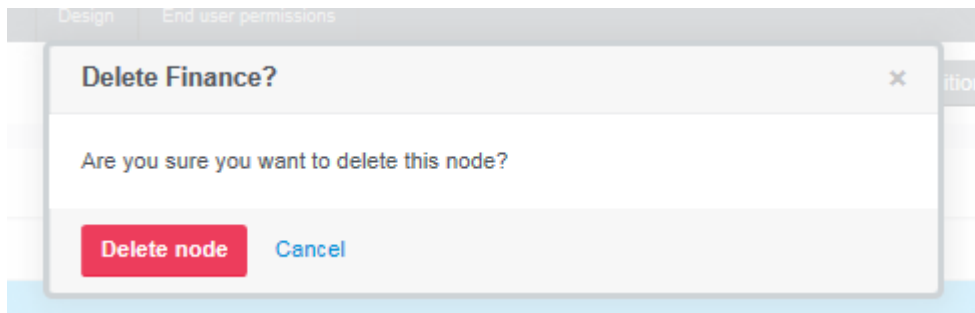 Design End user permissions
Delete Finance?
×
Are you sure you want to delete this node?
Delete node Cancel